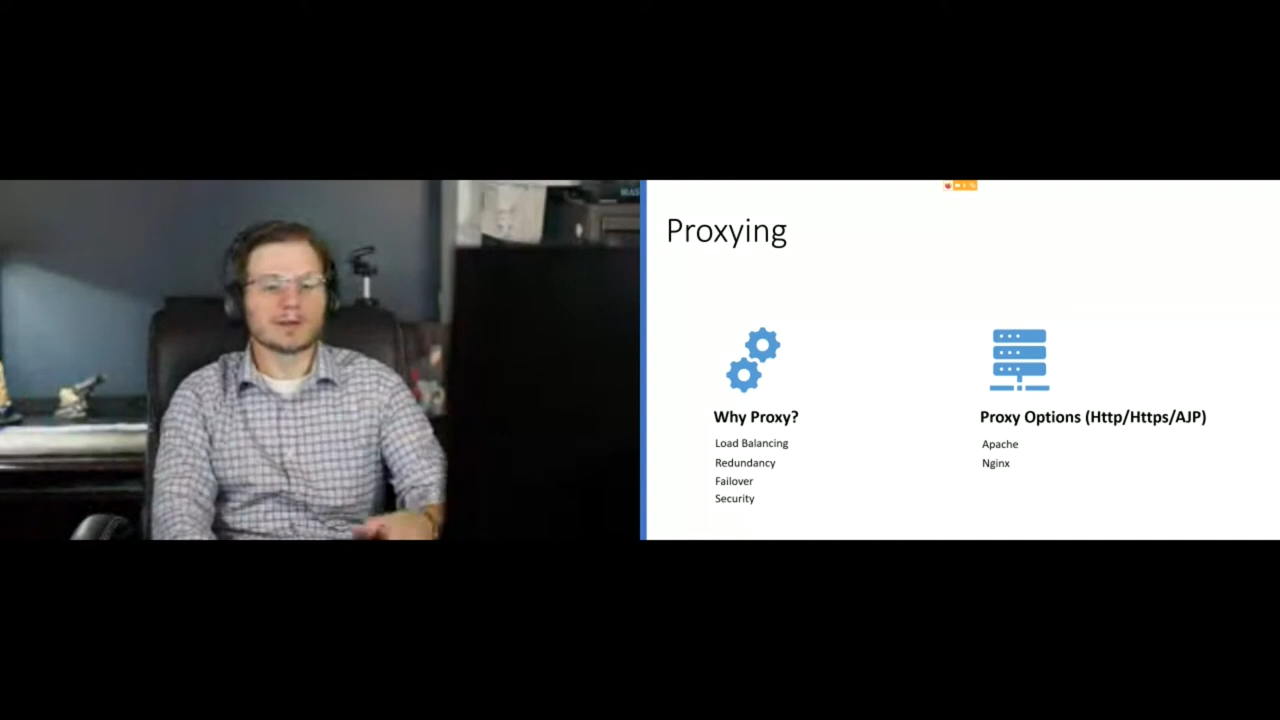 Proxying
Why Proxy?
Load Balancing
Redundancy
Failover
Security
Proxy Options (Http/Https/AJP)
Apache
Nginx